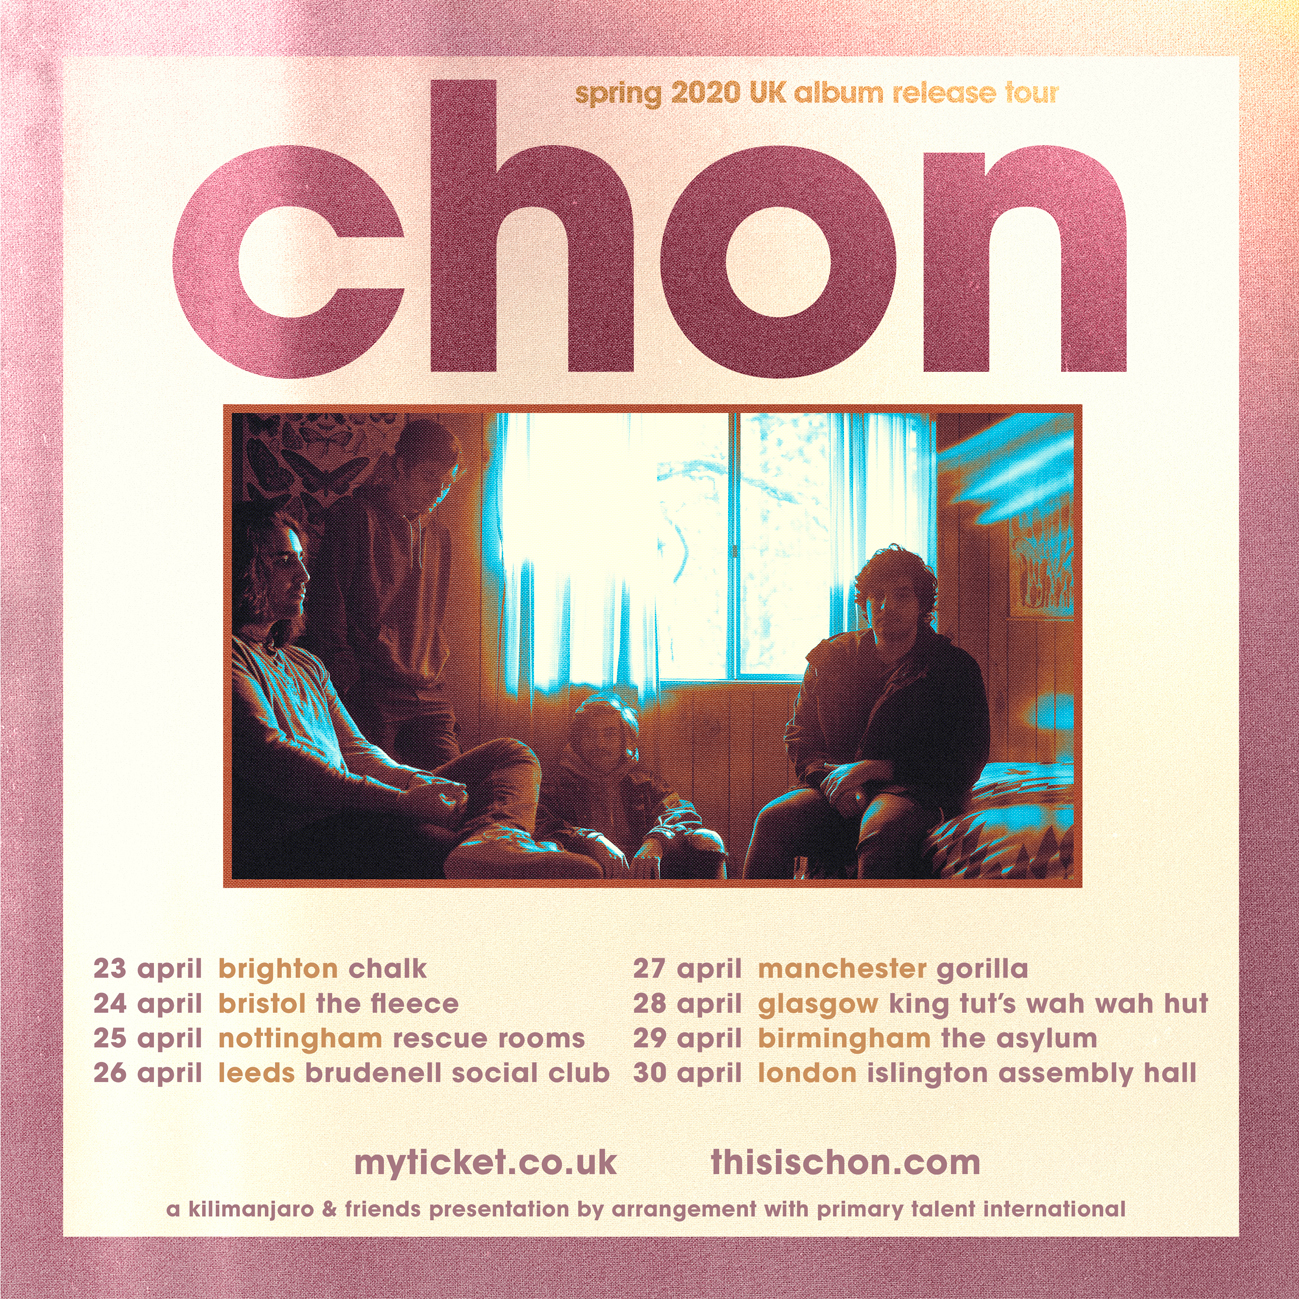 spring 2020 UK album release tour
chon
23 april brighton chalk
24 april bristol the fleece
25 april nottingham rescue rooms
26 april leeds brudenell social club
27 april manchester gorilla
28 april glasgow king tut's wah wah hut
29 april birmingham the asylum
30 april london islington assembly hall
myticket.co.uk
thisischon.com
a kilimanjaro & friends presentation by arrangement with primary talent international